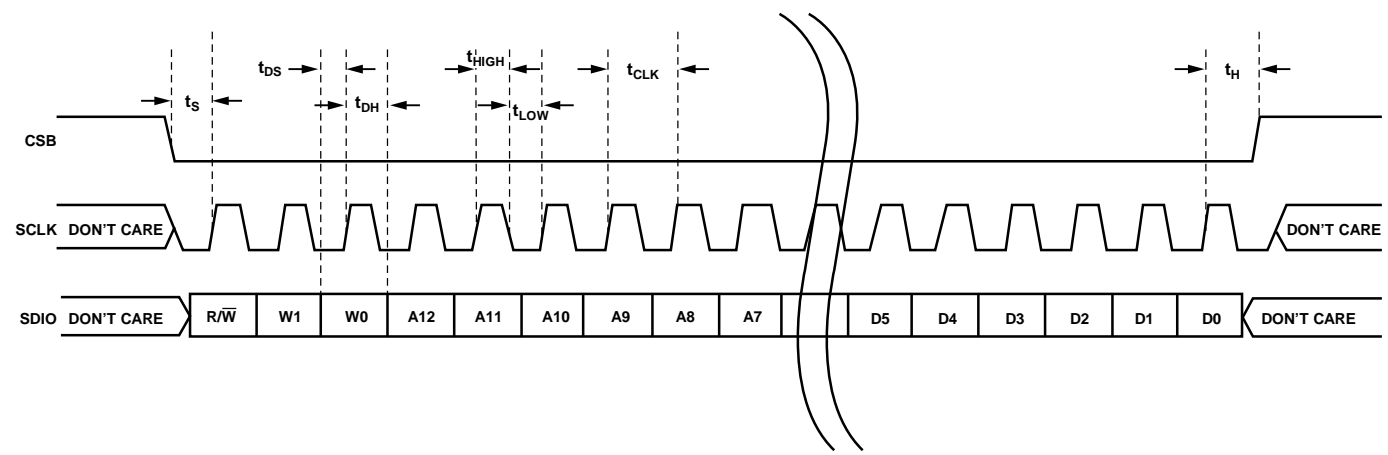 tHIGH
tDS
tCLK
tH
tS
tDH
tLOW
CSB
SCLK DON'T CARE
DON'T CARE
SDIO DON'T CARE R/W̅ W1 W0 A12 A11 A10 A9 A8 A7 D5 D4 D3 D2 D1 D0 DON'T CARE